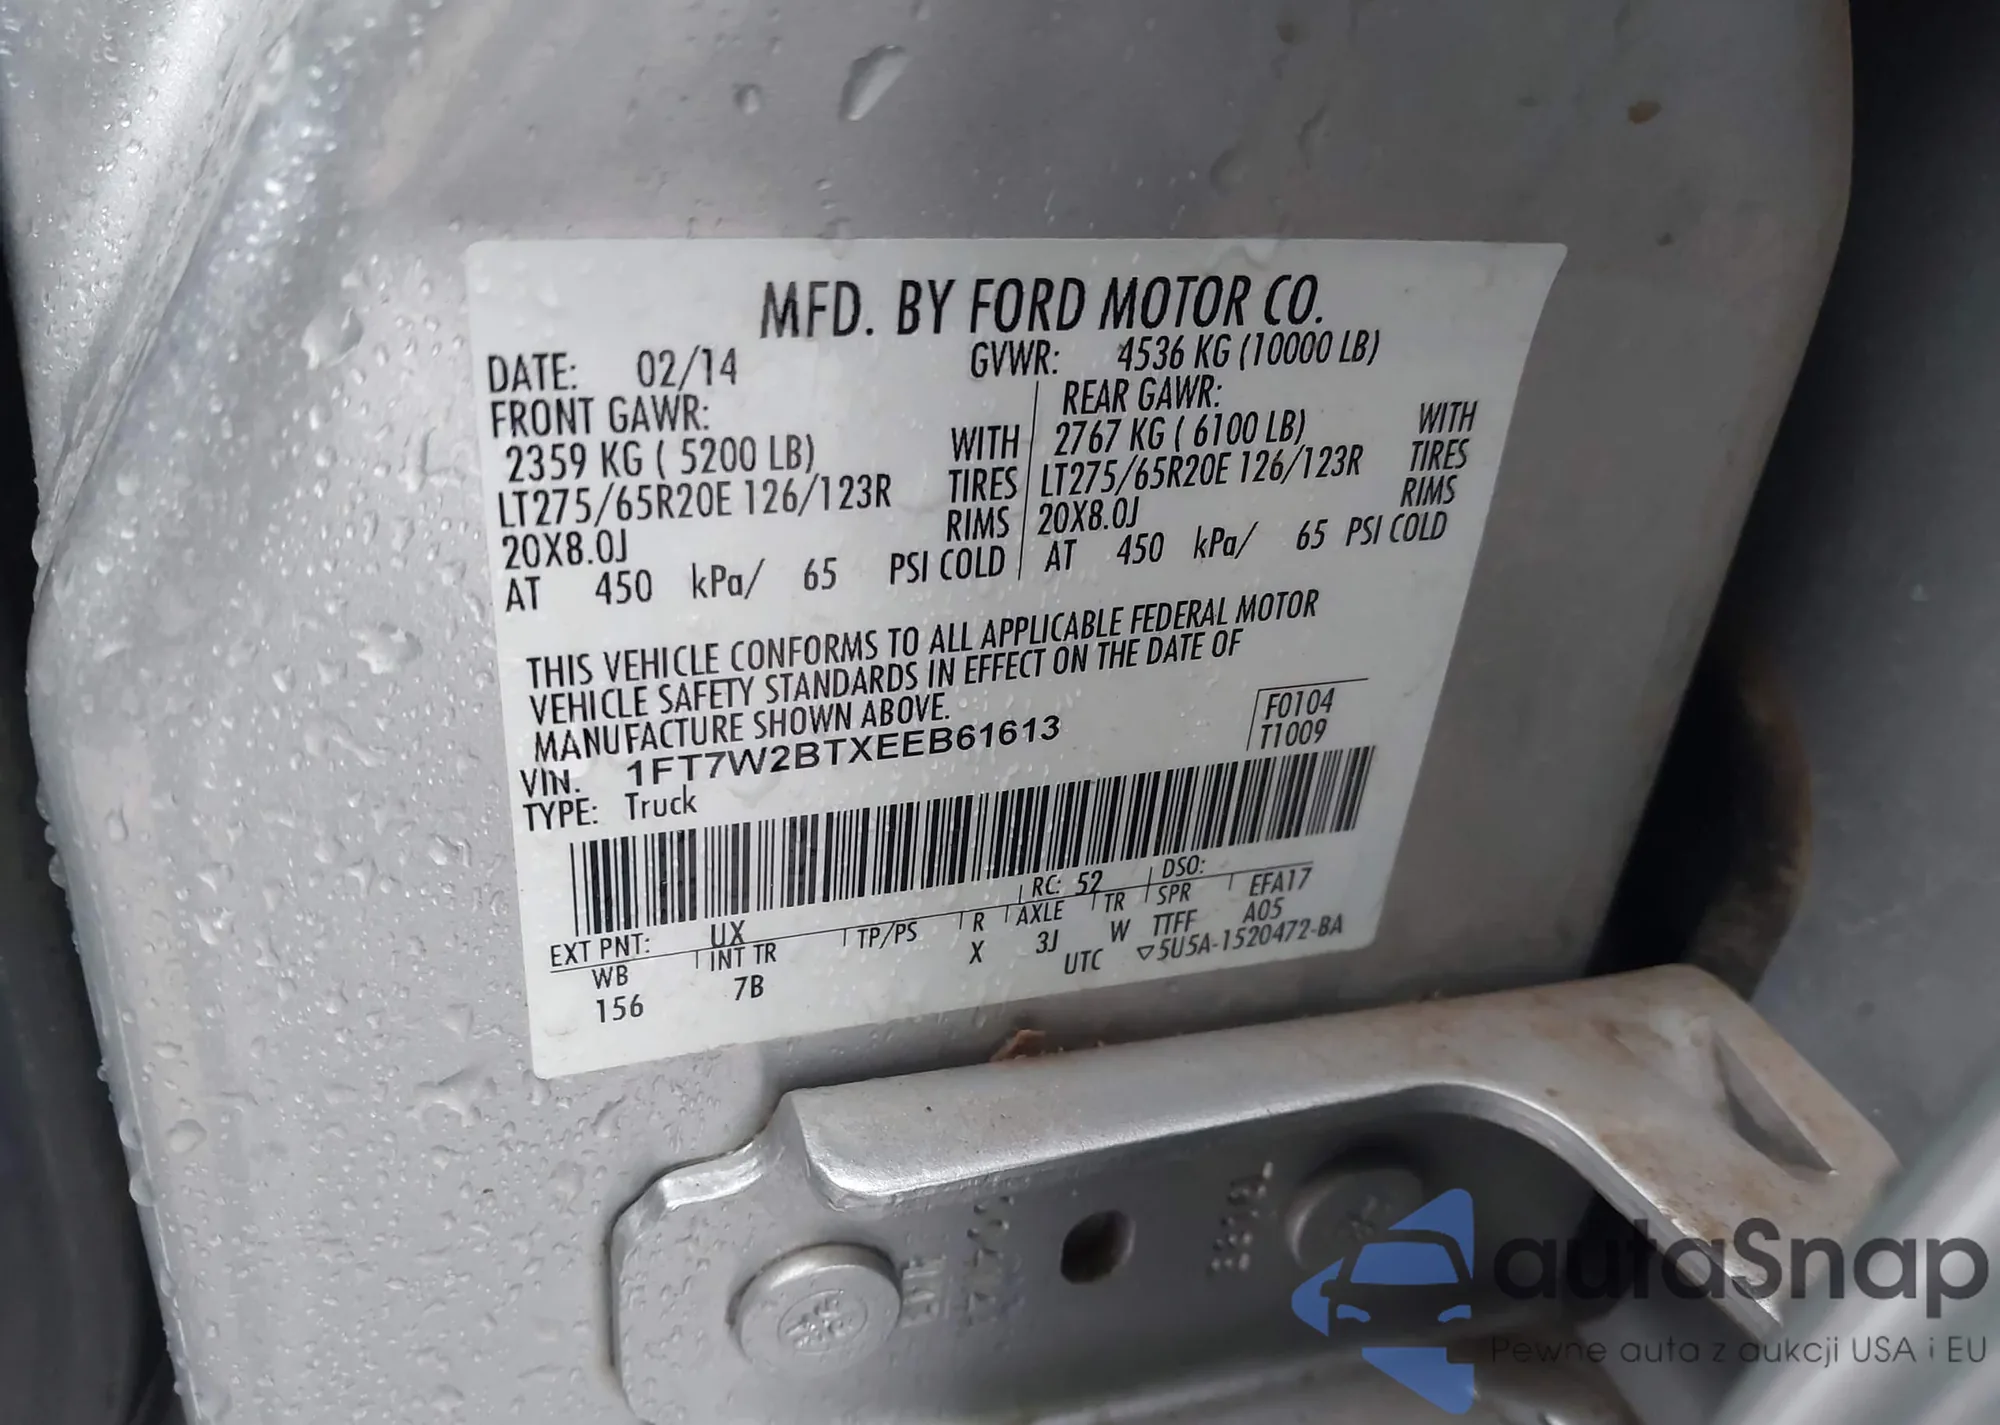 MFD. BY FORD MOTOR CO.
DATE: 02/14 GVWR: 4536 KG (10000 LB)
FRONT GAWR: REAR GAWR:
2359 KG ( 5200 LB) WITH 2767 KG ( 6100 LB) WITH
LT275/65R20E 126/123R TIRES LT275/65R20E 126/123R TIRES
20X8.0J RIMS 20X8.0J RIMS
AT 450 kPa/ 65 PSI COLD AT 450 kPa/ 65 PSI COLD
THIS VEHICLE CONFORMS TO ALL APPLICABLE FEDERAL MOTOR
VEHICLE SAFETY STANDARDS IN EFFECT ON THE DATE OF
MANUFACTURE SHOWN ABOVE.
F0104
VIN. 1FT7W2BTXEEB61613 T1009
TYPE: Truck
EXT PNT: UX RC: 52 DSO:
WB INT TR TP/PS R AXLE TR SPR EFA17
156 7B X 3J W TTFF A05
UTC ▽5U5A-1520472-BA
autoSnap
Pewne auta z aukcji USA i EU